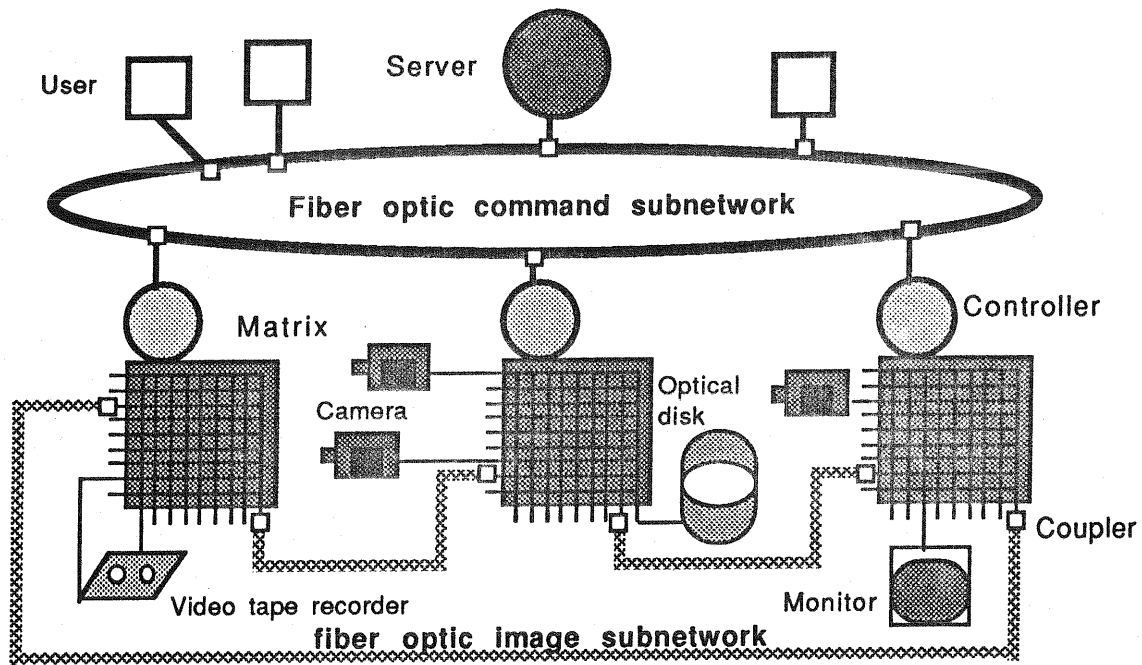 User
Server
Fiber optic command subnetwork
Matrix
Controller
Camera
Optical
disk
Coupler
Video tape recorder
Monitor
fiber optic image subnetwork